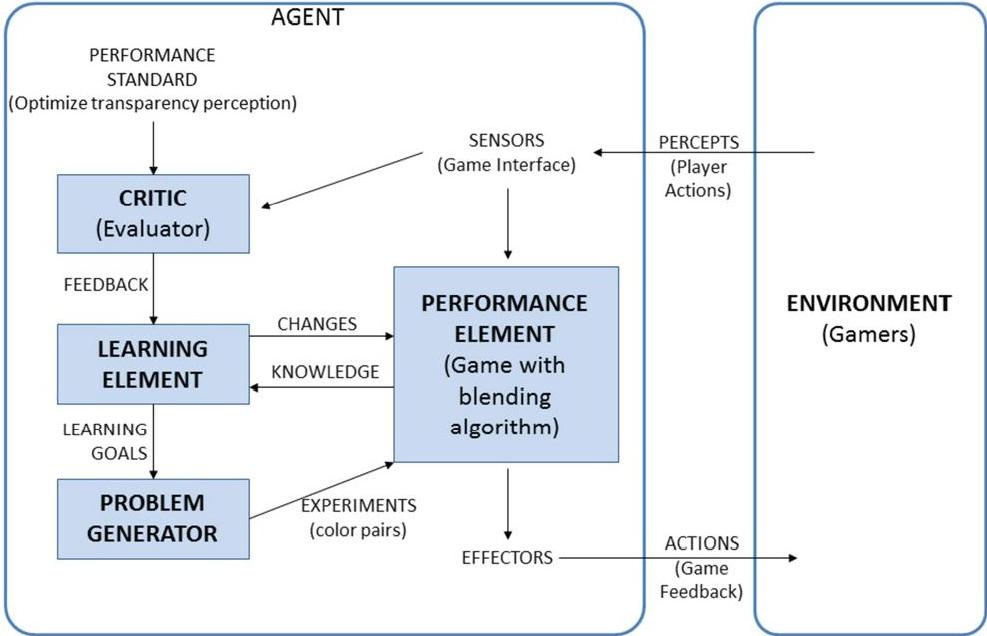 AGENT
PERFORMANCE
STANDARD
(Optimize transparency perception)
SENSORS
(Game Interface)
PERCEPTS
(Player
Actions)
CRITIC
(Evaluator)
FEEDBACK
PERFORMANCE
ELEMENT
(Game with
blending
algorithm)
ENVIRONMENT
(Gamers)
CHANGES
LEARNING
ELEMENT
KNOWLEDGE
LEARNING
GOALS
PROBLEM
GENERATOR
EXPERIMENTS
(color pairs)
EFFECTORS
ACTIONS
(Game
Feedback)